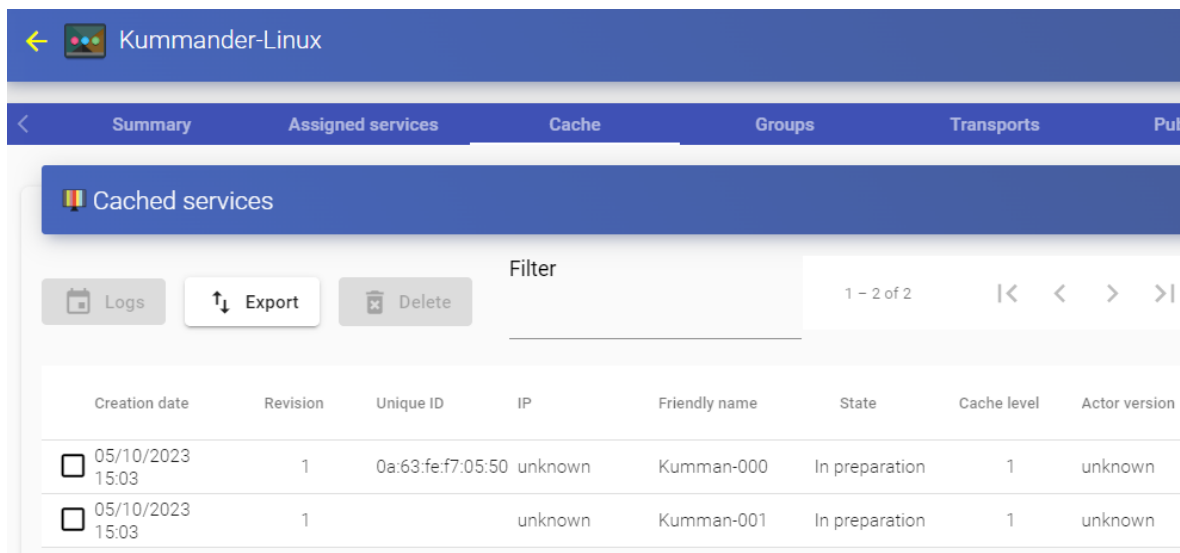 Kummander-Linux
Summary Assigned services Cache Groups Transports Pub
Cached services
Filter
Logs Export Delete 1 – 2 of 2
Creation date Revision Unique ID IP Friendly name State Cache level Actor version
05/10/2023
15:03 1 0a:63:fe:f7:05:50 unknown Kumman-000 In preparation 1 unknown
05/10/2023
15:03 1 unknown Kumman-001 In preparation 1 unknown